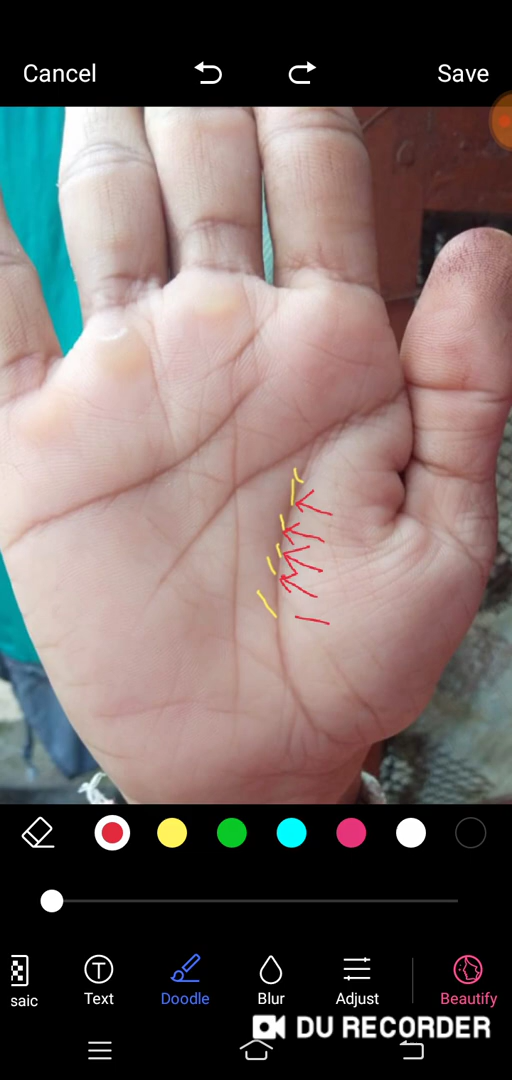 Cancel
Save
saic
Text
Doodle
Blur
Adjust
Beautify
DU RECORDER